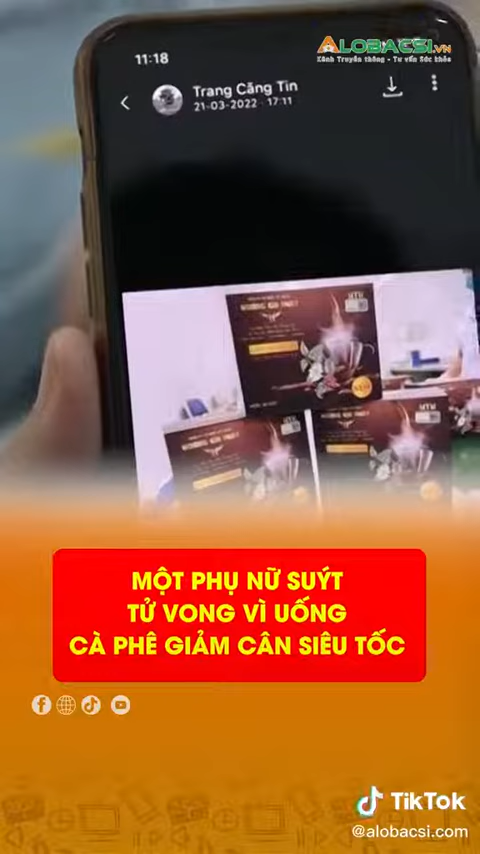 11:18
ALOBACSI.VN
Kênh Truyền thông - Tư vấn Sức khỏe
Trang Căng Tin
21-03-2022 · 17:11
MỘT PHỤ NỮ SUÝT
TỬ VONG VÌ UỐNG
CÀ PHÊ GIẢM CÂN SIÊU TỐC
TikTok
@alobacsi.com